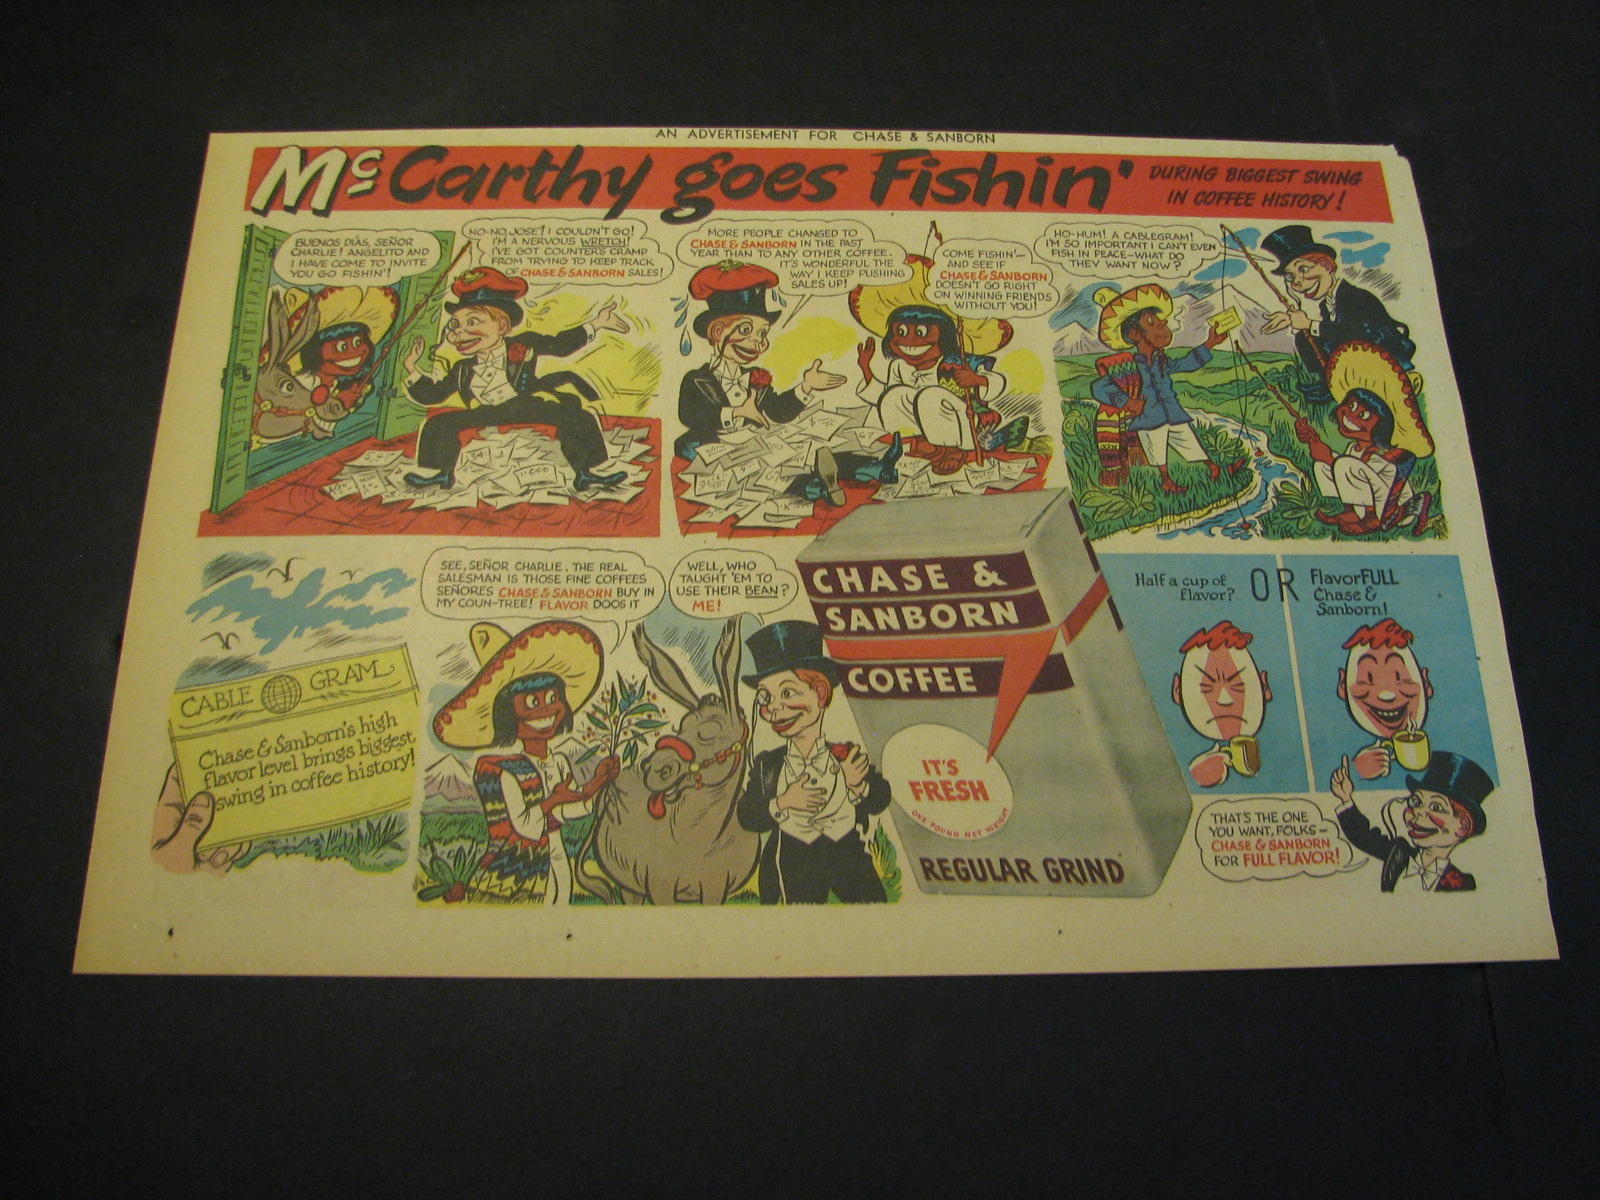 AN ADVERTISEMENT FOR CHASE & SANBORN
McCarthy goes Fishin'
DURING BIGGEST SWING
IN COFFEE HISTORY!
BUENOS DÍAS, SEÑOR
CHARLIE! ANGELITO AND
I HAVE COME TO INVITE
YOU GO FISHIN'!
NO-NO, JOSE! I COULDN'T GO!
I'M A NERVOUS WRETCH!
I'VE GOT COUNTER'S CRAMP
FROM TRYING TO KEEP TRACK
OF CHASE & SANBORN SALES!
MORE PEOPLE CHANGED TO
CHASE & SANBORN IN THE PAST
YEAR THAN TO ANY OTHER COFFEE.
IT'S WONDERFUL THE
WAY I KEEP PUSHING
SALES UP!
COME FISHIN'—
AND SEE IF
CHASE & SANBORN
DOESN'T GO RIGHT
ON WINNING FRIENDS
WITHOUT YOU!
HO-HUM! A CABLEGRAM!
I'M SO IMPORTANT I CAN'T EVEN
FISH IN PEACE—WHAT DO
THEY WANT NOW?
CABLE GRAM
Chase & Sanborn's high
flavor level brings biggest
swing in coffee history!
SEE, SEÑOR CHARLIE. THE REAL
SALESMAN IS THOSE FINE COFFEES
SEÑORES CHASE & SANBORN BUY IN
MY COUN-TREE! FLAVOR DOOS IT
WELL, WHO
TAUGHT 'EM TO
USE THEIR BEAN?
ME!
CHASE &
SANBORN
COFFEE
IT'S
FRESH
ONE POUND NET WEIGHT
REGULAR GRIND
Half a cup of
flavor?
OR
FlavorFULL
Chase &
Sanborn!
THAT'S THE ONE
YOU WANT, FOLKS—
CHASE & SANBORN
FOR FULL FLAVOR!